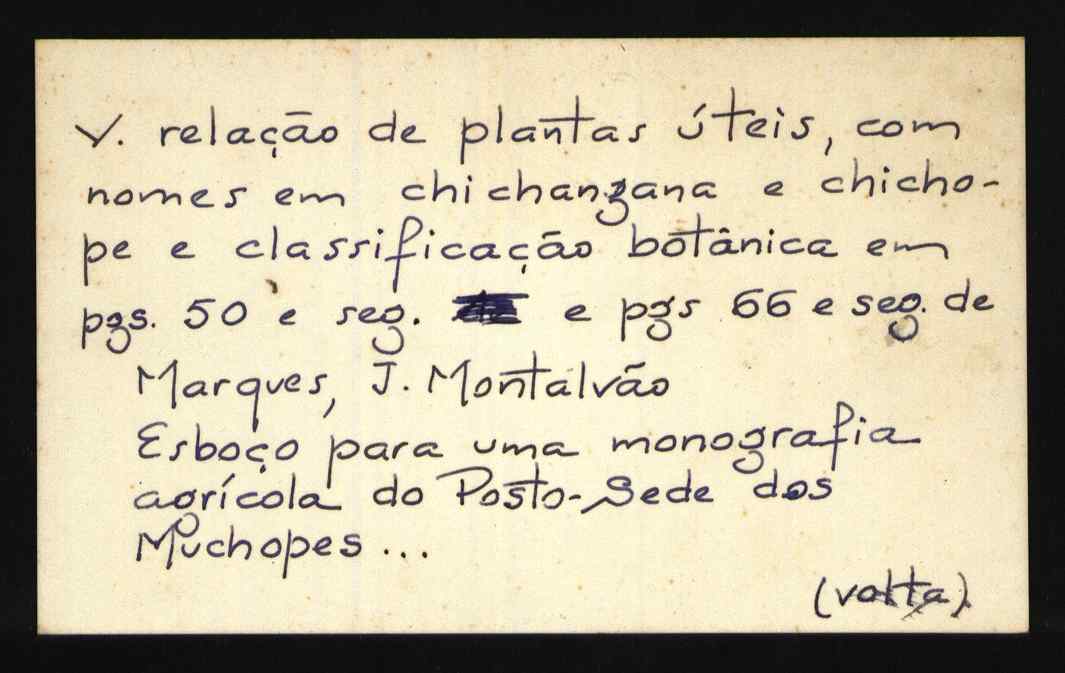 V. relação de plantas úteis, com
nomes em chichangana e chicho-
pe e classificação botânica em
pgs. 50 e seg. e pgs 66 e seg. de
Marques, J. Montalvão
Esboço para uma monografia
agrícola do Posto-Sede dos
Muchopes...
(volta)